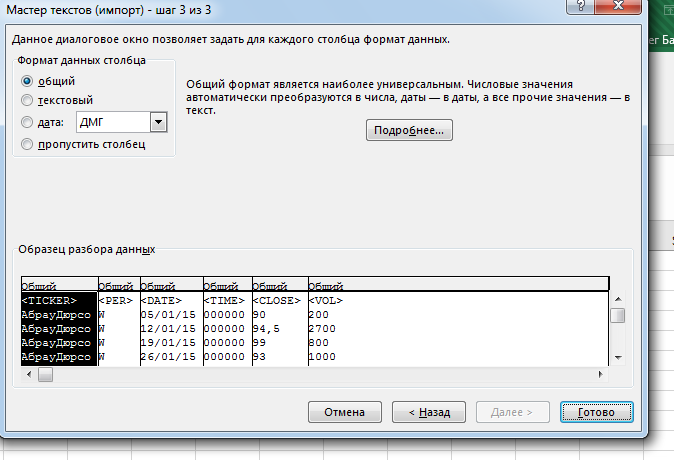 Мастер текстов (импорт) - шаг 3 из 3
?
ег Ба
Данное диалоговое окно позволяет задать для каждого столбца формат данных.
Формат данных столбца
общий
текстовый
дата: ДМГ
пропустить столбец
Общий формат является наиболее универсальным. Числовые значения
автоматически преобразуются в числа, даты — в даты, а все прочие значения — в
текст.
Подробнее...
Образец разбора данных
Общий Общий Общий Общий Общий Общий
<TICKER> <PER> <DATE> <TIME> <CLOSE> <VOL>
АбрауДюрсо W 05/01/15 000000 90 200
АбрауДюрсо W 12/01/15 000000 94,5 2700
АбрауДюрсо W 19/01/15 000000 99 800
АбрауДюрсо W 26/01/15 000000 93 1000
Отмена < Назад Далее > Готово